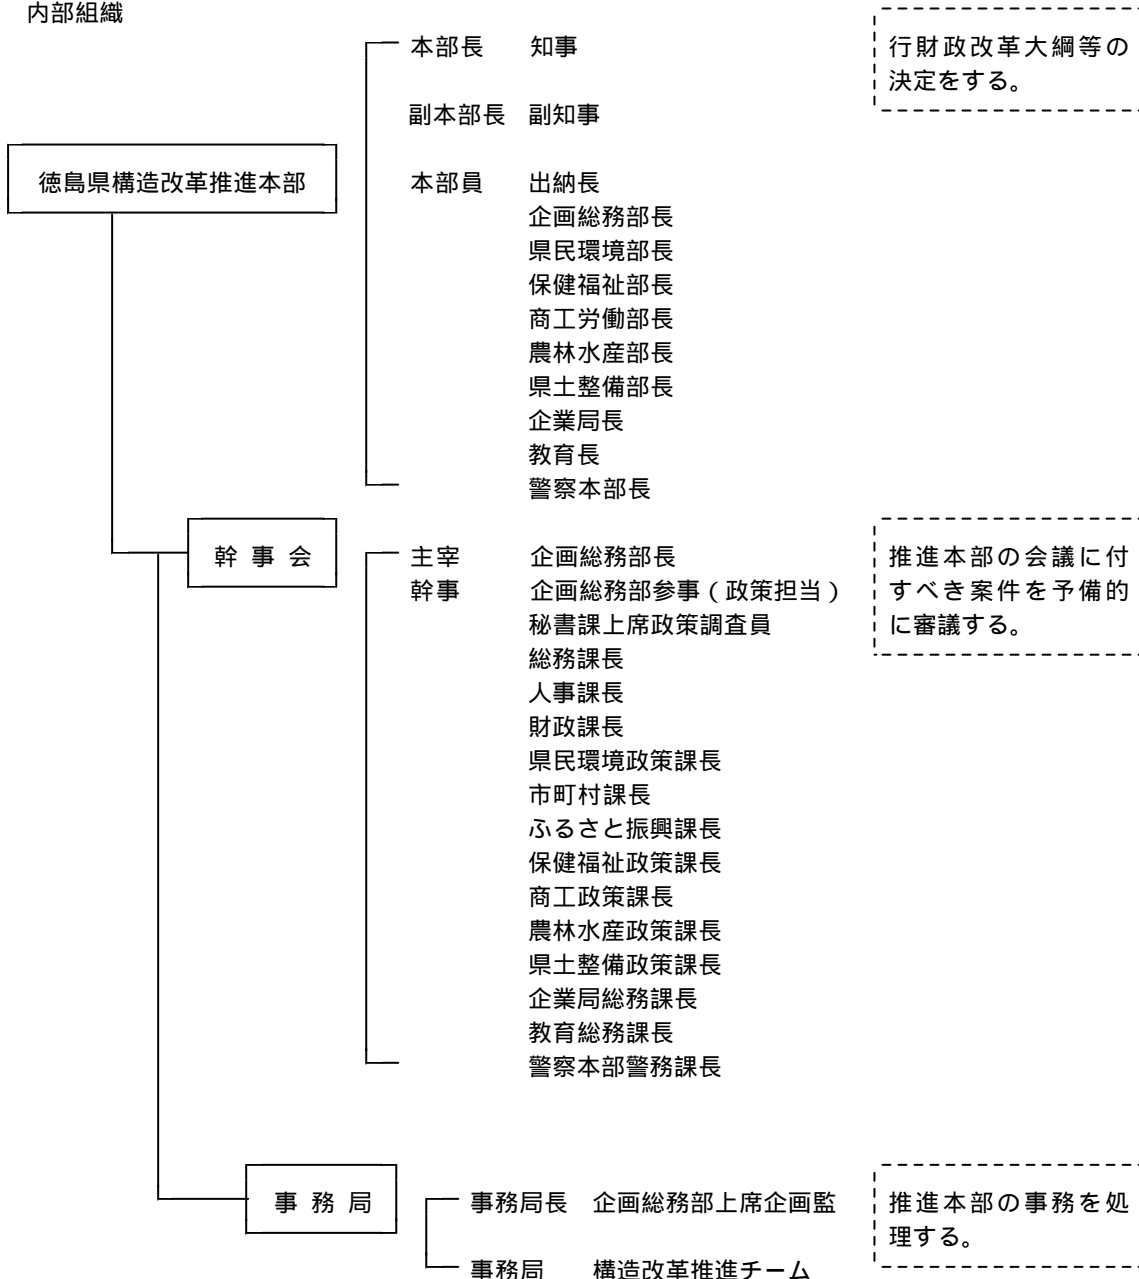 内部組織
本部長 知事
行財政改革大綱等の
決定をする。
副本部長 副知事
徳島県構造改革推進本部
本部員 出納長
企画総務部長
県民環境部長
保健福祉部長
商工労働部長
農林水産部長
県土整備部長
企業局長
教育長
警察本部長
幹事会
主宰 企画総務部長
幹事 企画総務部参事(政策担当)
推進本部の会議に付
すべき案件を予備的
に審議する。
秘書課上席政策調査員
総務課長
人事課長
財政課長
県民環境政策課長
市町村課長
ふるさと振興課長
保健福祉政策課長
商工政策課長
農林水産政策課長
県土整備政策課長
企業局総務課長
教育総務課長
警察本部警務課長
事務局
事務局長 企画総務部上席企画監
事務局 構造改革推進チーム
推進本部の事務を処
理する。